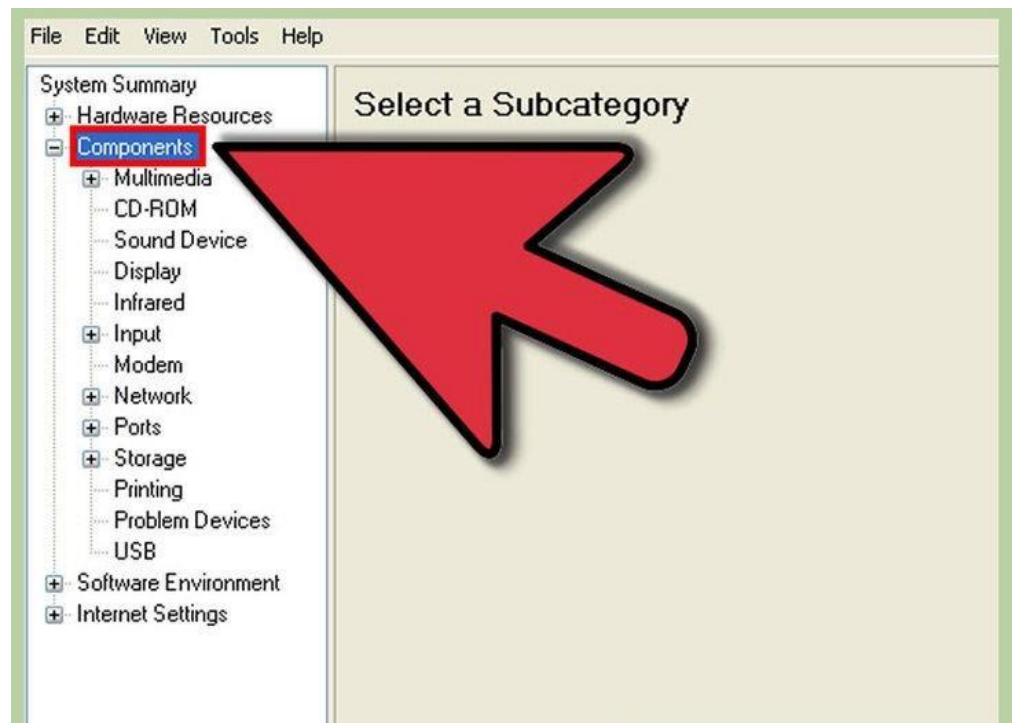 File Edit View Tools Help
System Summary
Hardware Resources
Components
Multimedia
CD-ROM
Sound Device
Display
Infrared
Input
Modem
Network
Ports
Storage
Printing
Problem Devices
USB
Software Environment
Internet Settings
Select a Subcategory